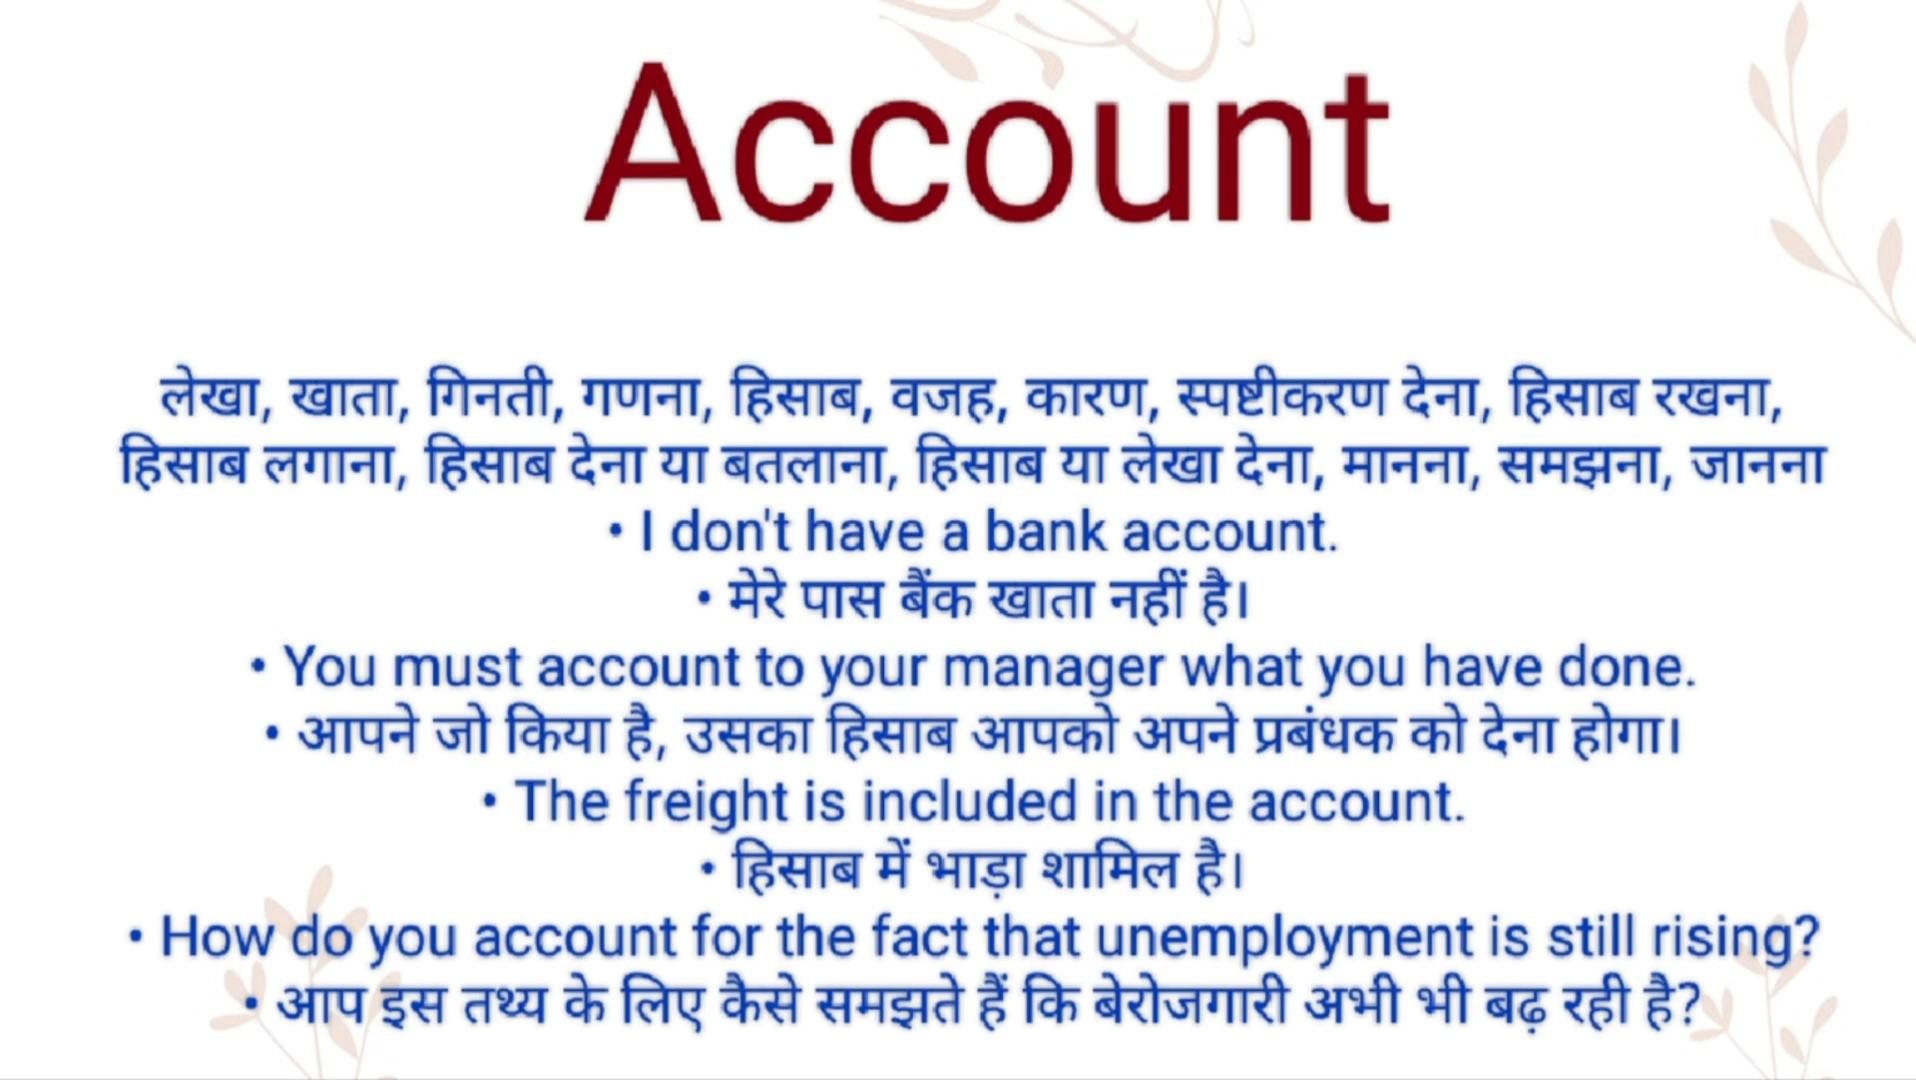 Account
लेखा, खाता, गिनती, गणना, हिसाब, वजह, कारण, स्पष्टीकरण देना, हिसाब रखना,
हिसाब लगाना, हिसाब देना या बतलाना, हिसाब या लेखा देना, मानना, समझना, जानना
• I don't have a bank account.
• मेरे पास बैंक खाता नहीं है।
• You must account to your manager what you have done.
• आपने जो किया है, उसका हिसाब आपको अपने प्रबंधक को देना होगा।
• The freight is included in the account.
• हिसाब में भाड़ा शामिल है।
• How do you account for the fact that unemployment is still rising?
• आप इस तथ्य के लिए कैसे समझते हैं कि बेरोजगारी अभी भी बढ़ रही है?